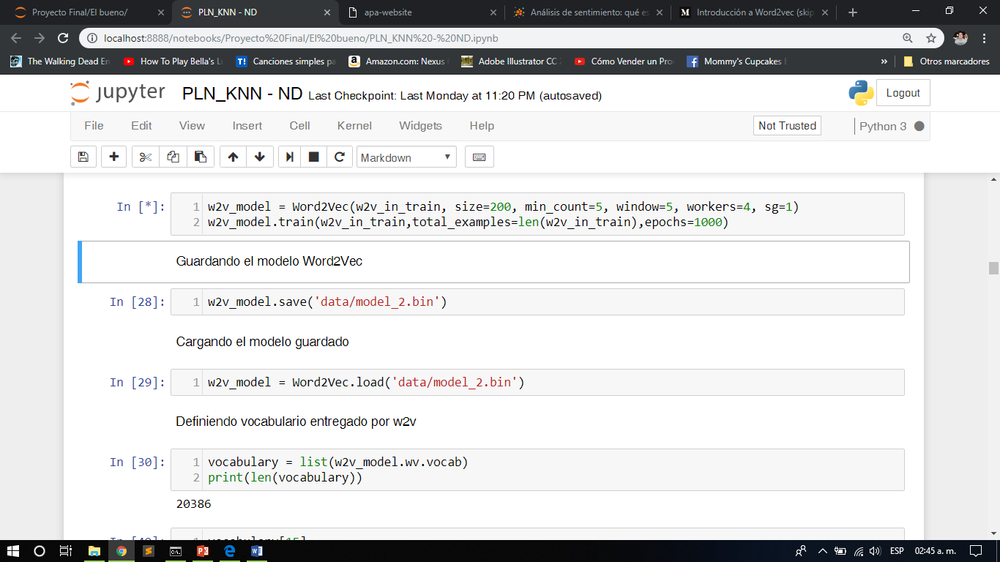 Proyecto Final/El bueno/
PLN_KNN - ND
apa-website
Análisis de sentimiento: qué es
Introducción a Word2vec (skip
localhost:8888/notebooks/Proyecto%20Final/El%20bueno/PLN_KNN%20-%20ND.ipynb
The Walking Dead En
How To Play Bella's Lu
T!
Canciones simples pa
Amazon.com: Nexus
Adobe Illustrator CC 2
Cómo Vender un Pro
Mommy's Cupcakes E
»
Otros marcadores
jupyter
PLN_KNN - ND Last Checkpoint: Last Monday at 11:20 PM (autosaved)
Logout
File Edit View Insert Cell Kernel Widgets Help
Not Trusted
Python 3
Markdown
In [*]:
1 w2v_model = Word2Vec(w2v_in_train, size=200, min_count=5, window=5, workers=4, sg=1)
2 w2v_model.train(w2v_in_train,total_examples=len(w2v_in_train),epochs=1000)
Guardando el modelo Word2Vec
In [28]:
1 w2v_model.save('data/model_2.bin')
Cargando el modelo guardado
In [29]:
1 w2v_model = Word2Vec.load('data/model_2.bin')
Definiendo vocabulario entregado por w2v
In [30]:
1 vocabulary = list(w2v_model.wv.vocab)
2 print(len(vocabulary))
20386
ESP
02:45 a. m.